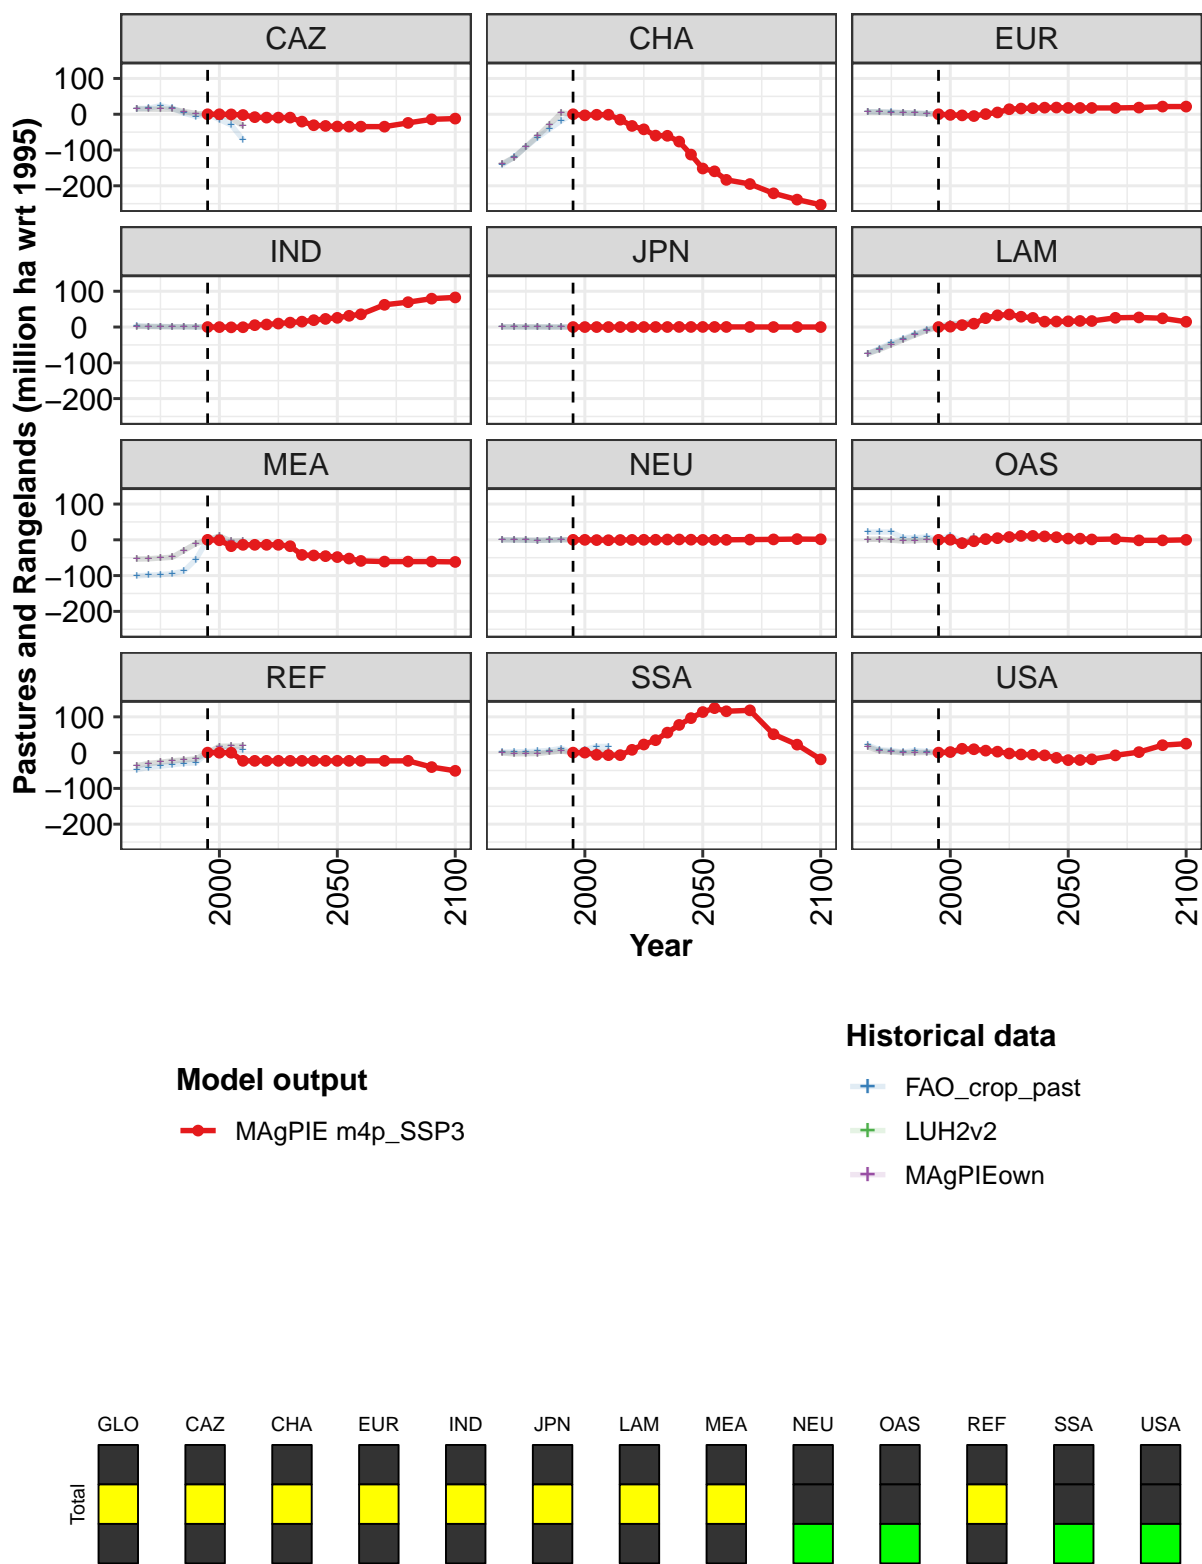 CAZ CHA EUR
100
0
−100
−200
IND JPN LAM
100
0
−100
−200
MEA NEU OAS
100
0
−100
−200
REF SSA USA
100
0
−100
−200
Pastures and Rangelands (million ha wrt 1995)
2000 2050 2100 2000 2050 2100 2000 2050 2100
Year
Model output
MAgPIE m4p_SSP3
Historical data
FAO_crop_past
LUH2v2
MAgPIEown
GLO CAZ CHA EUR IND JPN LAM MEA NEU OAS REF SSA USA
Total